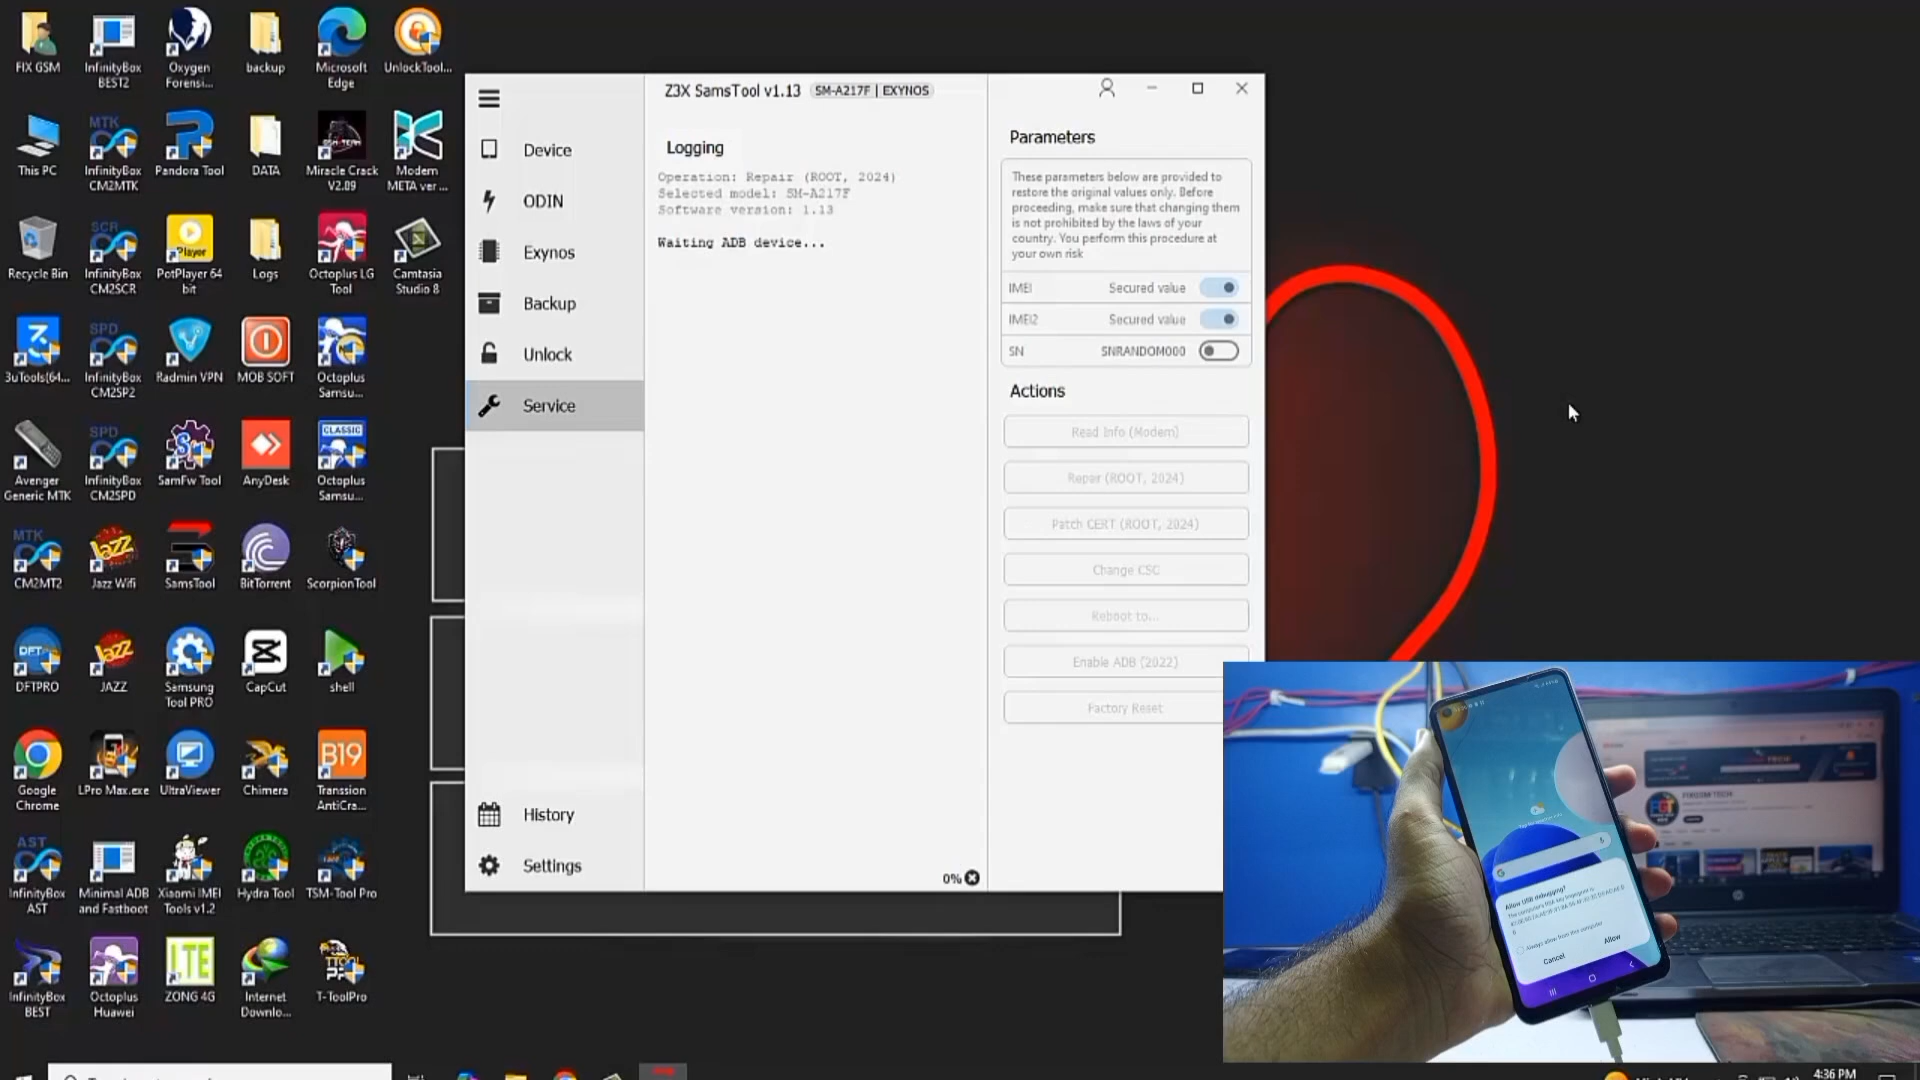 FIX GSM
InfinityBox
BEST2
Oxygen
Forensi...
backup
Microsoft
Edge
UnlockTool...
This PC
InfinityBox
CM2MTK
Pandora Tool
DATA
Miracle Crack
V2.89
Modem
META ver ...
Recycle Bin
InfinityBox
CM2SCR
PotPlayer 64
bit
Logs
Octoplus LG
Tool
Camtasia
Studio 8
3uTools(64...
InfinityBox
CM2SP2
Radmin VPN
MOB SOFT
Octoplus
Samsu...
Avenger
Generic MTK
InfinityBox
CM2SPD
SamFw Tool
AnyDesk
Octoplus
Samsu...
CM2MT2
Jazz Wifi
SamsTool
BitTorrent
ScorpionTool
DFTPRO
JAZZ
Samsung
Tool PRO
CapCut
shell
Google
Chrome
LPro Max.exe
UltraViewer
Chimera
Transsion
AntiCra...
InfinityBox
AST
Minimal ADB
and Fastboot
Xiaomi IMEI
Tools v1.2
Hydra Tool
TSM-Tool Pro
InfinityBox
BEST
Octoplus
Huawei
ZONG 4G
Internet
Downlo...
T-ToolPro
Z3X SamsTool v1.13 SM-A217F | EXYNOS
Device
ODIN
Exynos
Backup
Unlock
Service
History
Settings
Logging
Operation: Repair (ROOT, 2024)
Selected model: SM-A217F
Software version: 1.13
Waiting ADB device...
0%
Parameters
These parameters below are provided to
restore the original values only. Before
proceeding, make sure that changing them
is not prohibited by the laws of your
country. You perform this procedure at
your own risk
IMEI Secured value
IMEI2 Secured value
SN SNRANDOM000
Actions
Read Info (Modem)
Repair (ROOT, 2024)
Patch CERT (ROOT, 2024)
Change CSC
Reboot to...
Enable ADB (2022)
Factory Reset
Allow USB debugging?
Always allow from this computer
Cancel
Allow
4:36 PM